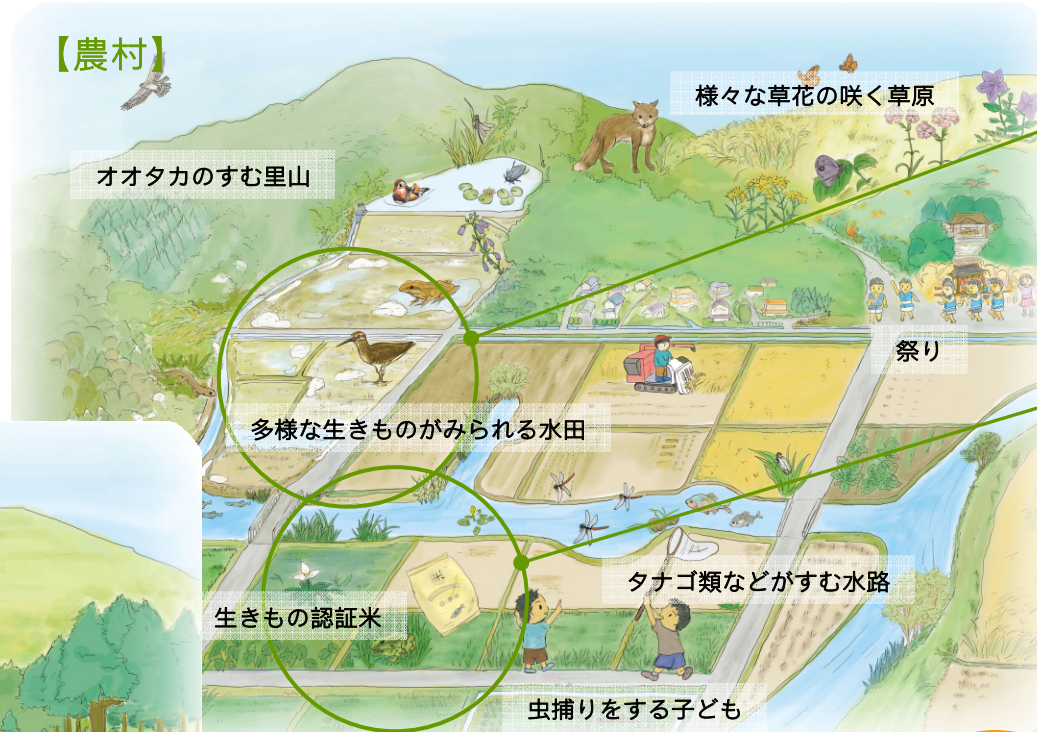 【農村】
様々な草花の咲く草原
オオタカのすむ里山
祭り
多様な生きものがみられる水田
タナゴ類などがすむ水路
生きもの認証米
米
虫捕りをする子ども